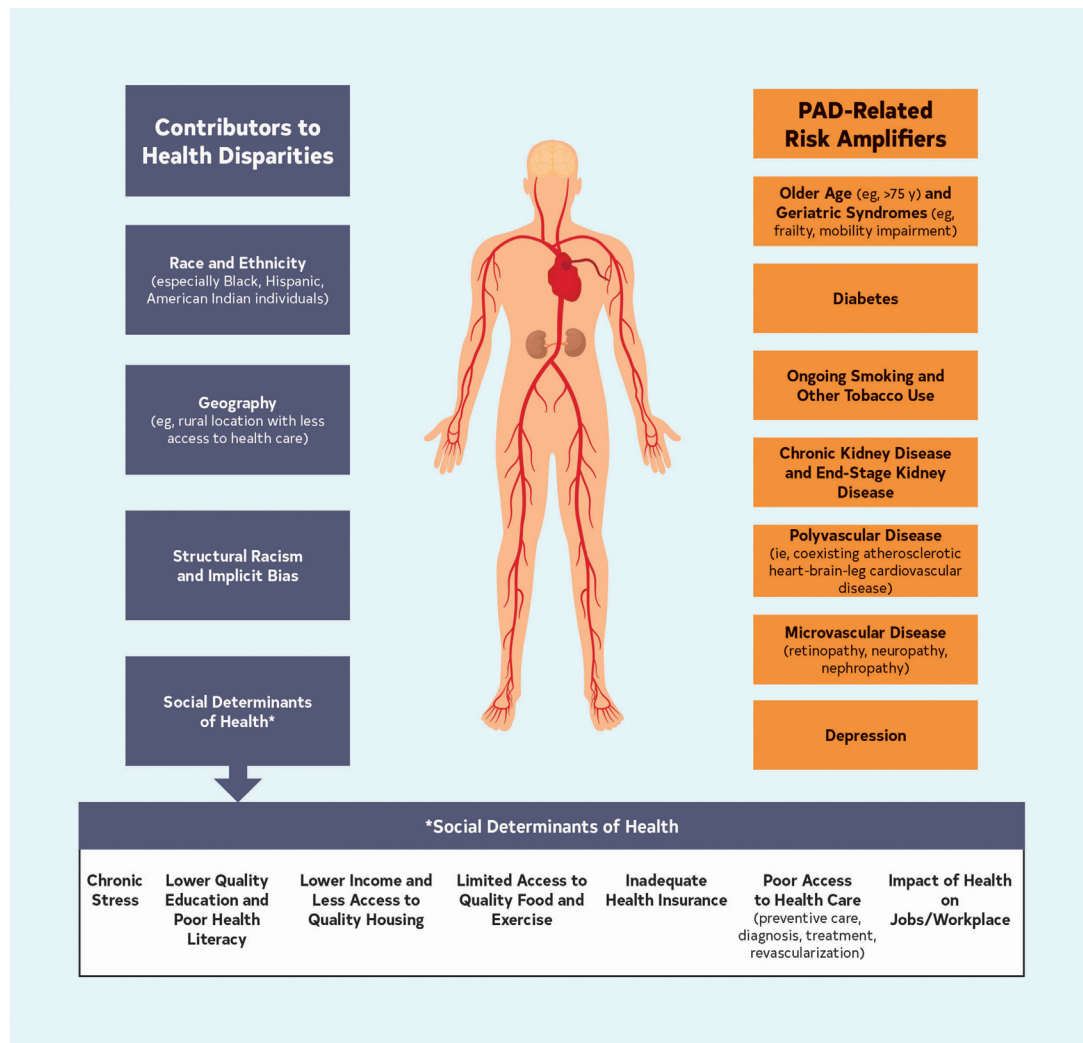 Contributors to
Health Disparities
Race and Ethnicity
(especially Black, Hispanic,
American Indian individuals)
Geography
(eg, rural location with less
access to health care)
Structural Racism
and Implicit Bias
Social Determinants
of Health*
PAD-Related
Risk Amplifiers
Older Age (eg, >75 y) and
Geriatric Syndromes (eg,
frailty, mobility impairment)
Diabetes
Ongoing Smoking and
Other Tobacco Use
Chronic Kidney Disease
and End-Stage Kidney
Disease
Polyvascular Disease
(ie, coexisting atherosclerotic
heart-brain-leg cardiovascular
disease)
Microvascular Disease
(retinopathy, neuropathy,
nephropathy)
Depression
*Social Determinants of Health
Chronic
Stress
Lower Quality
Education and
Poor Health
Literacy
Lower Income and
Less Access to
Quality Housing
Limited Access to
Quality Food and
Exercise
Inadequate
Health Insurance
Poor Access
to Health Care
(preventive care,
diagnosis, treatment,
revascularization)
Impact of Health
on
Jobs/Workplace